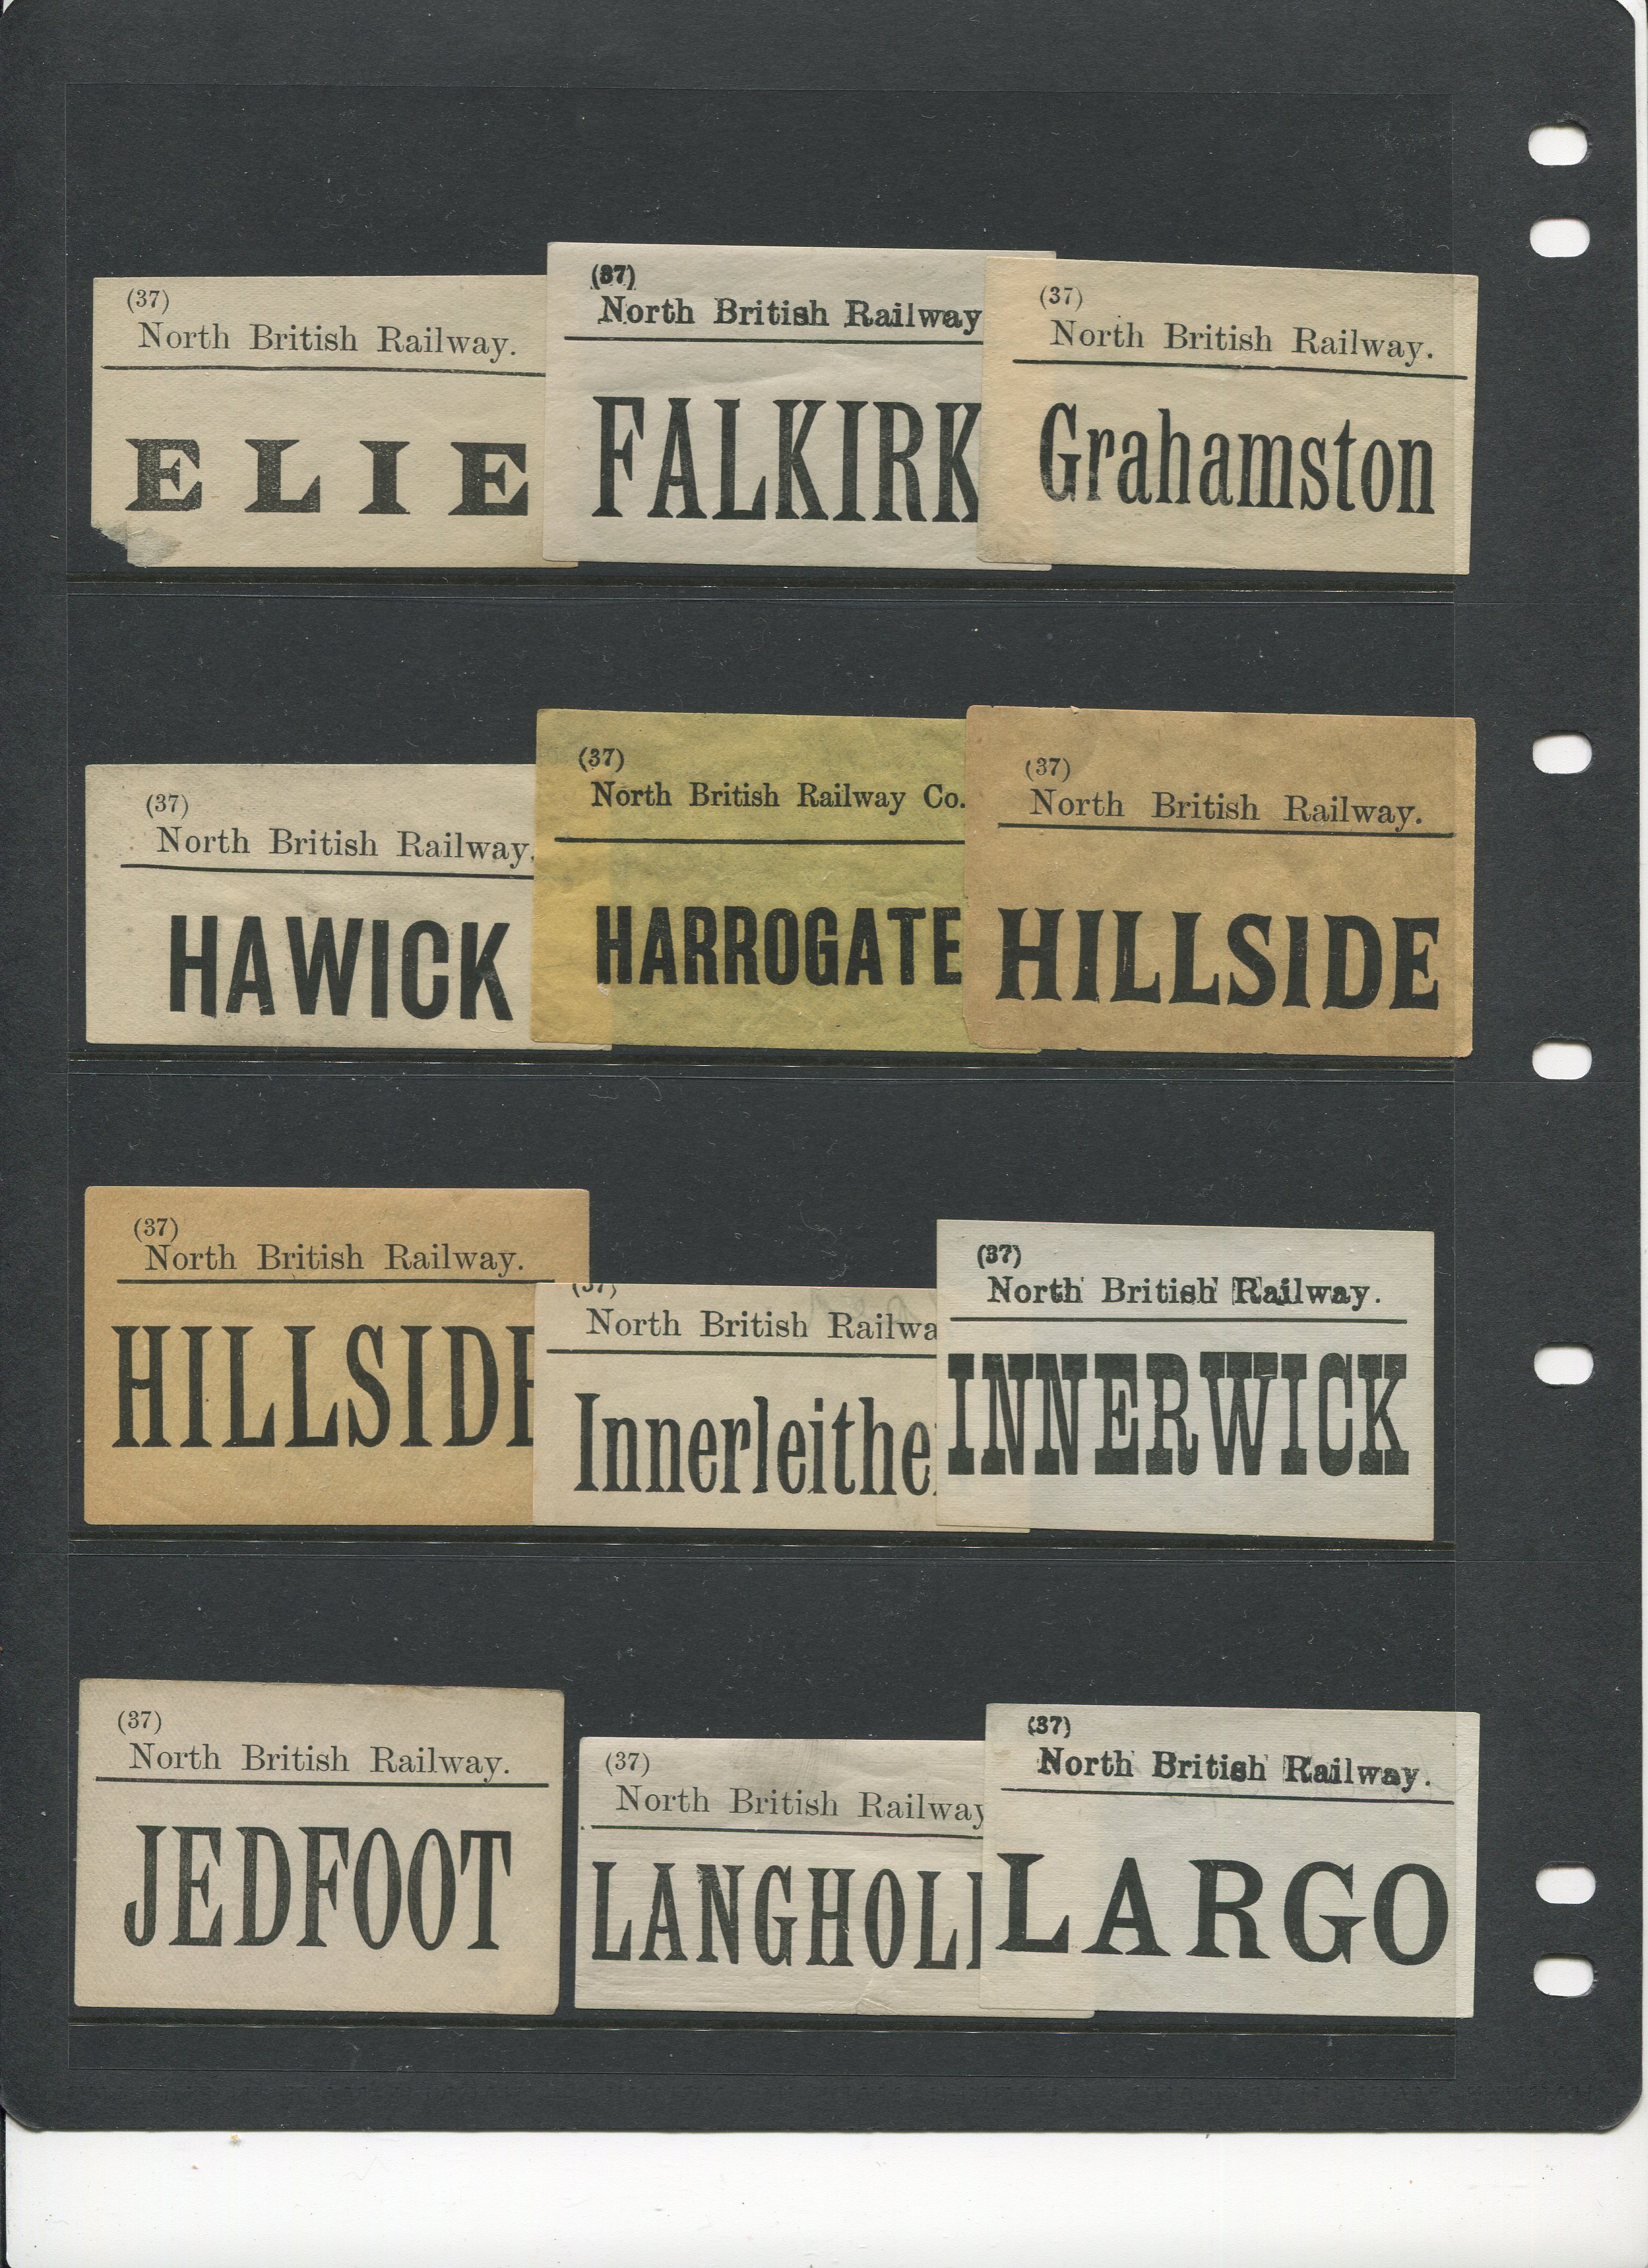 (37)
North British Railway.
ELIE
(37)
North British Railway
FALKIRK
(37)
North British Railway.
Grahamston
(37)
North British Railway.
HAWICK
(37)
North British Railway Co.
HARROGATE
(37)
North British Railway.
HILLSIDE
(37)
North British Railway.
HILLSIDE
(37)
North British Railwa
Innerleithe
(37)
North British Railway.
INNERWICK
(37)
North British Railway.
JEDFOOT
(37)
North British Railway
LANGHOL
(37)
North British Railway.
LARGO